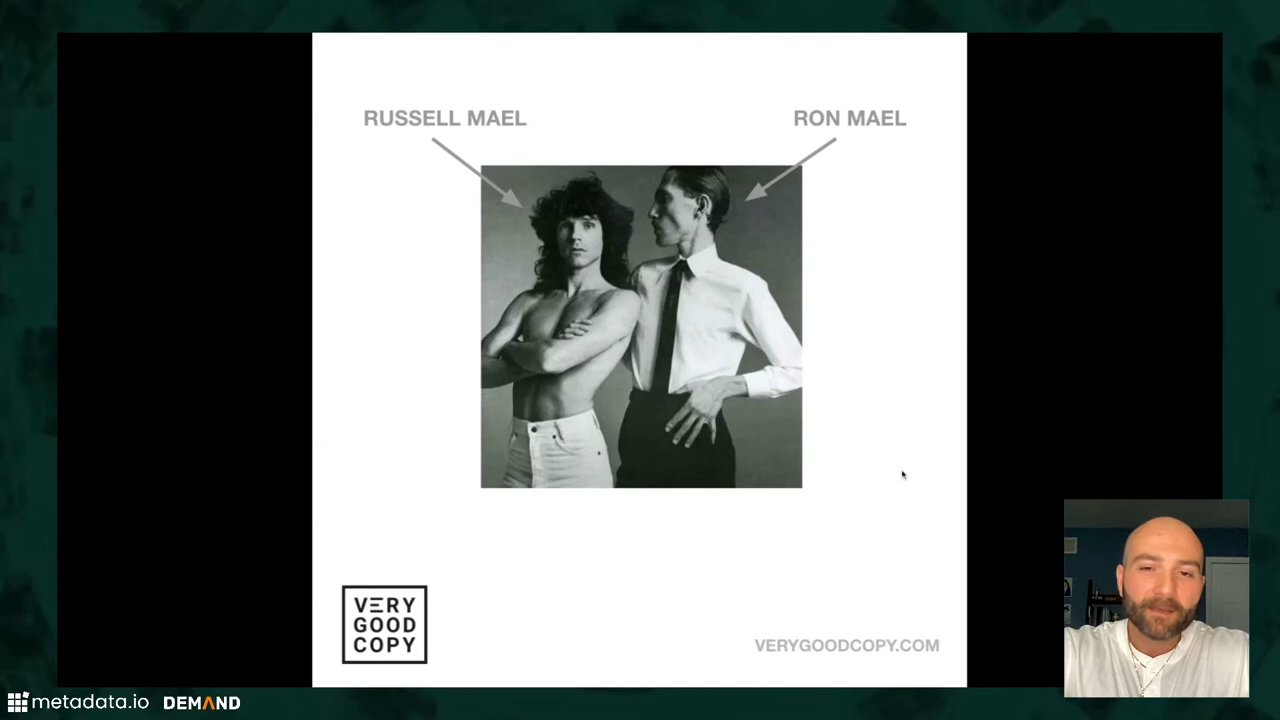 RUSSELL MAEL
RON MAEL
VERY
GOOD
COPY
VERYGOODCOPY.COM
metadata.io DEMAND